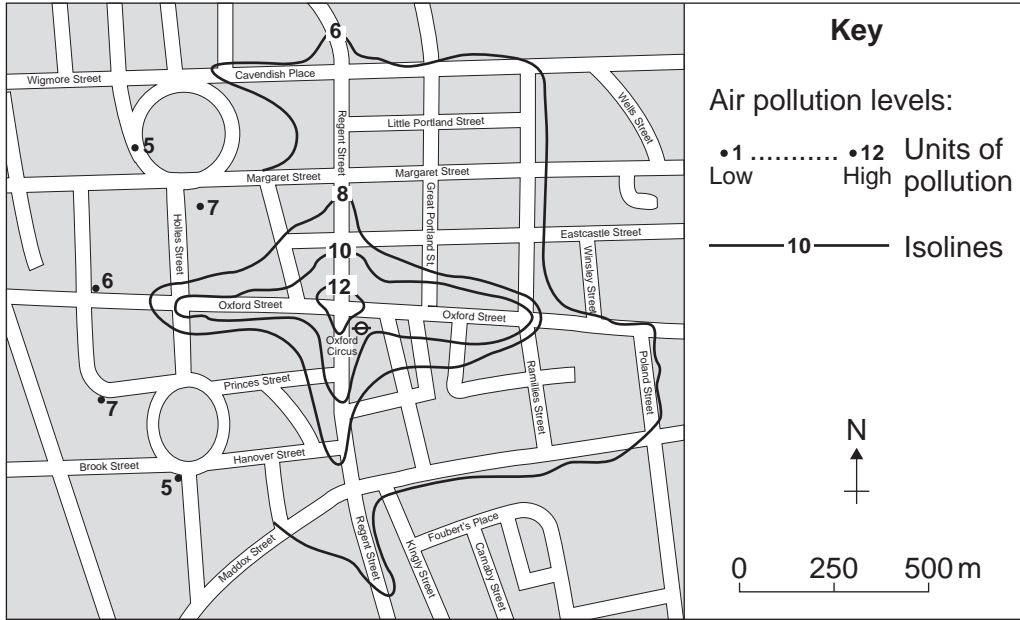 6
Wigmore Street
Cavendish Place
Wells Street
Regent Street
Little Portland Street
5
Margaret Street
Margaret Street
8
7
Great Portland St.
Holles Street
Eastcastle Street
Winsley Street
10
6
12
Oxford Street
Oxford Street
Oxford
Circus
Poland Street
Ramillies Street
Princes Street
7
Hanover Street
Brook Street
5
Regent Street
Foubert's Place
Kingly Street
Carnaby Street
Maddox Street
Key
Air pollution levels:
•1 ........... •12 Units of
Low High pollution
10 Isolines
N
0 250 500 m